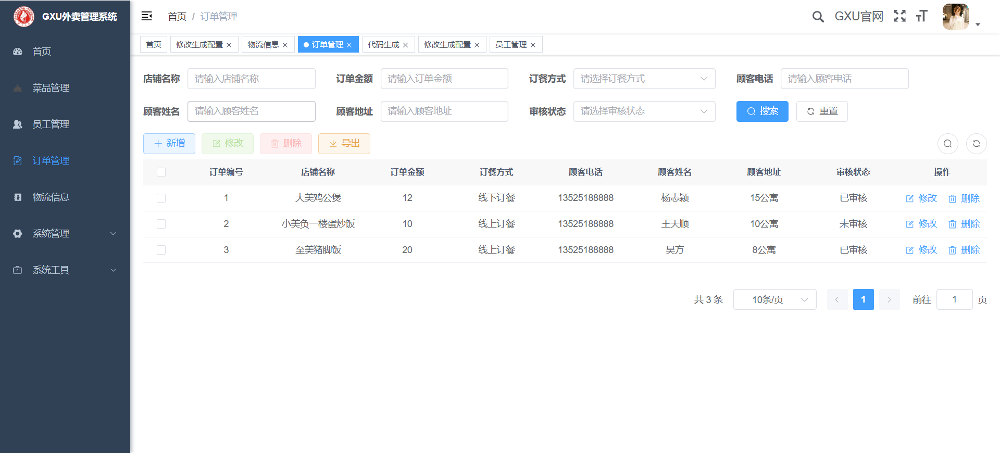 GXU外卖管理系统
首页 / 订单管理
GXU官网
首页
菜品管理
员工管理
订单管理
物流信息
系统管理
系统工具
首页 修改生成配置 物流信息 订单管理 代码生成 修改生成配置 员工管理
店铺名称 请输入店铺名称 订单金额 请输入订单金额 订餐方式 请选择订餐方式 顾客电话 请输入顾客电话
顾客姓名 请输入顾客姓名 顾客地址 请输入顾客地址 审核状态 请选择审核状态 搜索 重置
新增 修改 删除 导出
订单编号 店铺名称 订单金额 订餐方式 顾客电话 顾客姓名 顾客地址 审核状态 操作
1 大美鸡公煲 12 线下订餐 13525188888 杨志颖 15公寓 已审核 修改 删除
2 小美负一楼蛋炒饭 10 线上订餐 13525188888 王天顺 10公寓 未审核 修改 删除
3 至美猪脚饭 20 线上订餐 13525188888 吴方 8公寓 已审核 修改 删除
共 3 条 10条/页 1 前往 1 页